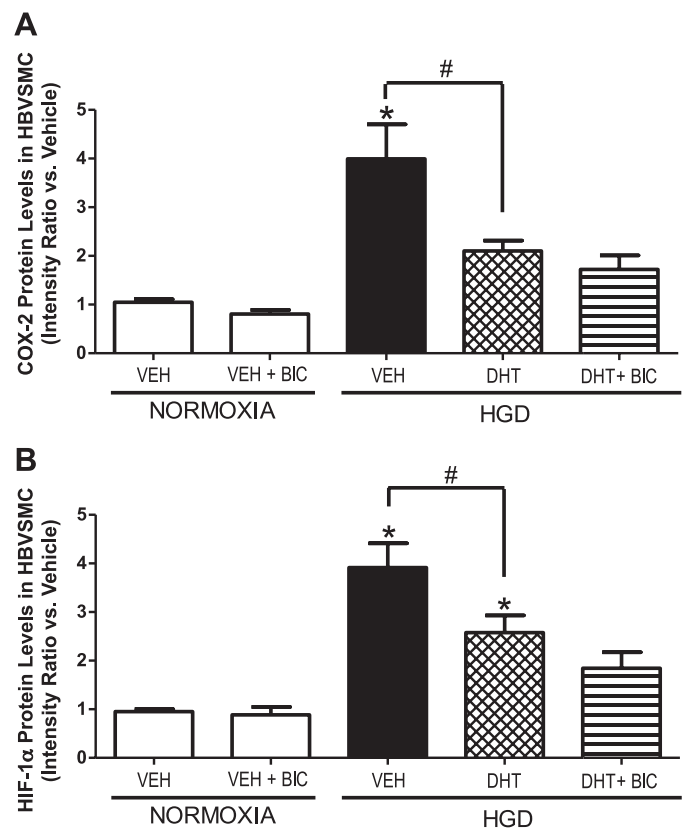 A
COX-2 Protein Levels in HBVSMC
(Intensity Ratio vs. Vehicle)
#
5
*
4
3
2
1
0
VEH VEH + BIC VEH DHT DHT+ BIC
NORMOXIA HGD
B
HIF-1α Protein Levels in HBVSMC
(Intensity Ratio vs. Vehicle)
#
5
*
4
3
*
2
1
0
VEH VEH + BIC VEH DHT DHT+ BIC
NORMOXIA HGD